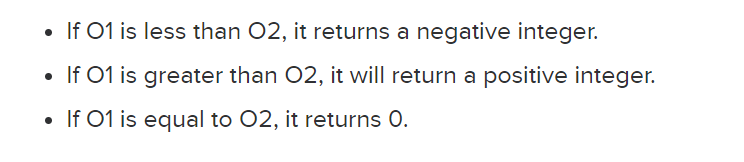 • If O1 is less than O2, it returns a negative integer.
• If O1 is greater than O2, it will return a positive integer.
• If O1 is equal to O2, it returns 0.